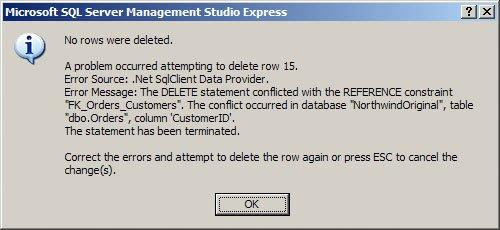 Microsoft SQL Server Management Studio Express
No rows were deleted.
A problem occurred attempting to delete row 15.
Error Source: .Net SqlClient Data Provider.
Error Message: The DELETE statement conflicted with the REFERENCE constraint
"FK_Orders_Customers". The conflict occurred in database "NorthwindOriginal", table
"dbo.Orders", column 'CustomerID'.
The statement has been terminated.
Correct the errors and attempt to delete the row again or press ESC to cancel the
change(s).
OK